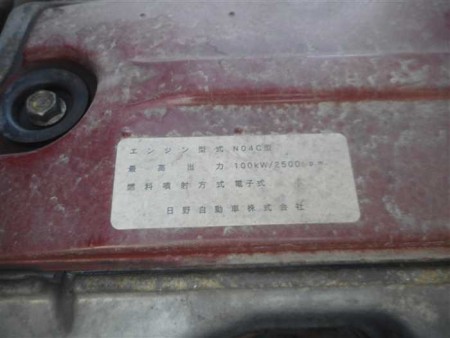 エンジン型式 N04C型
最高出力 100kW/2500
燃料噴射方式 電子式
日野自動車株式会社